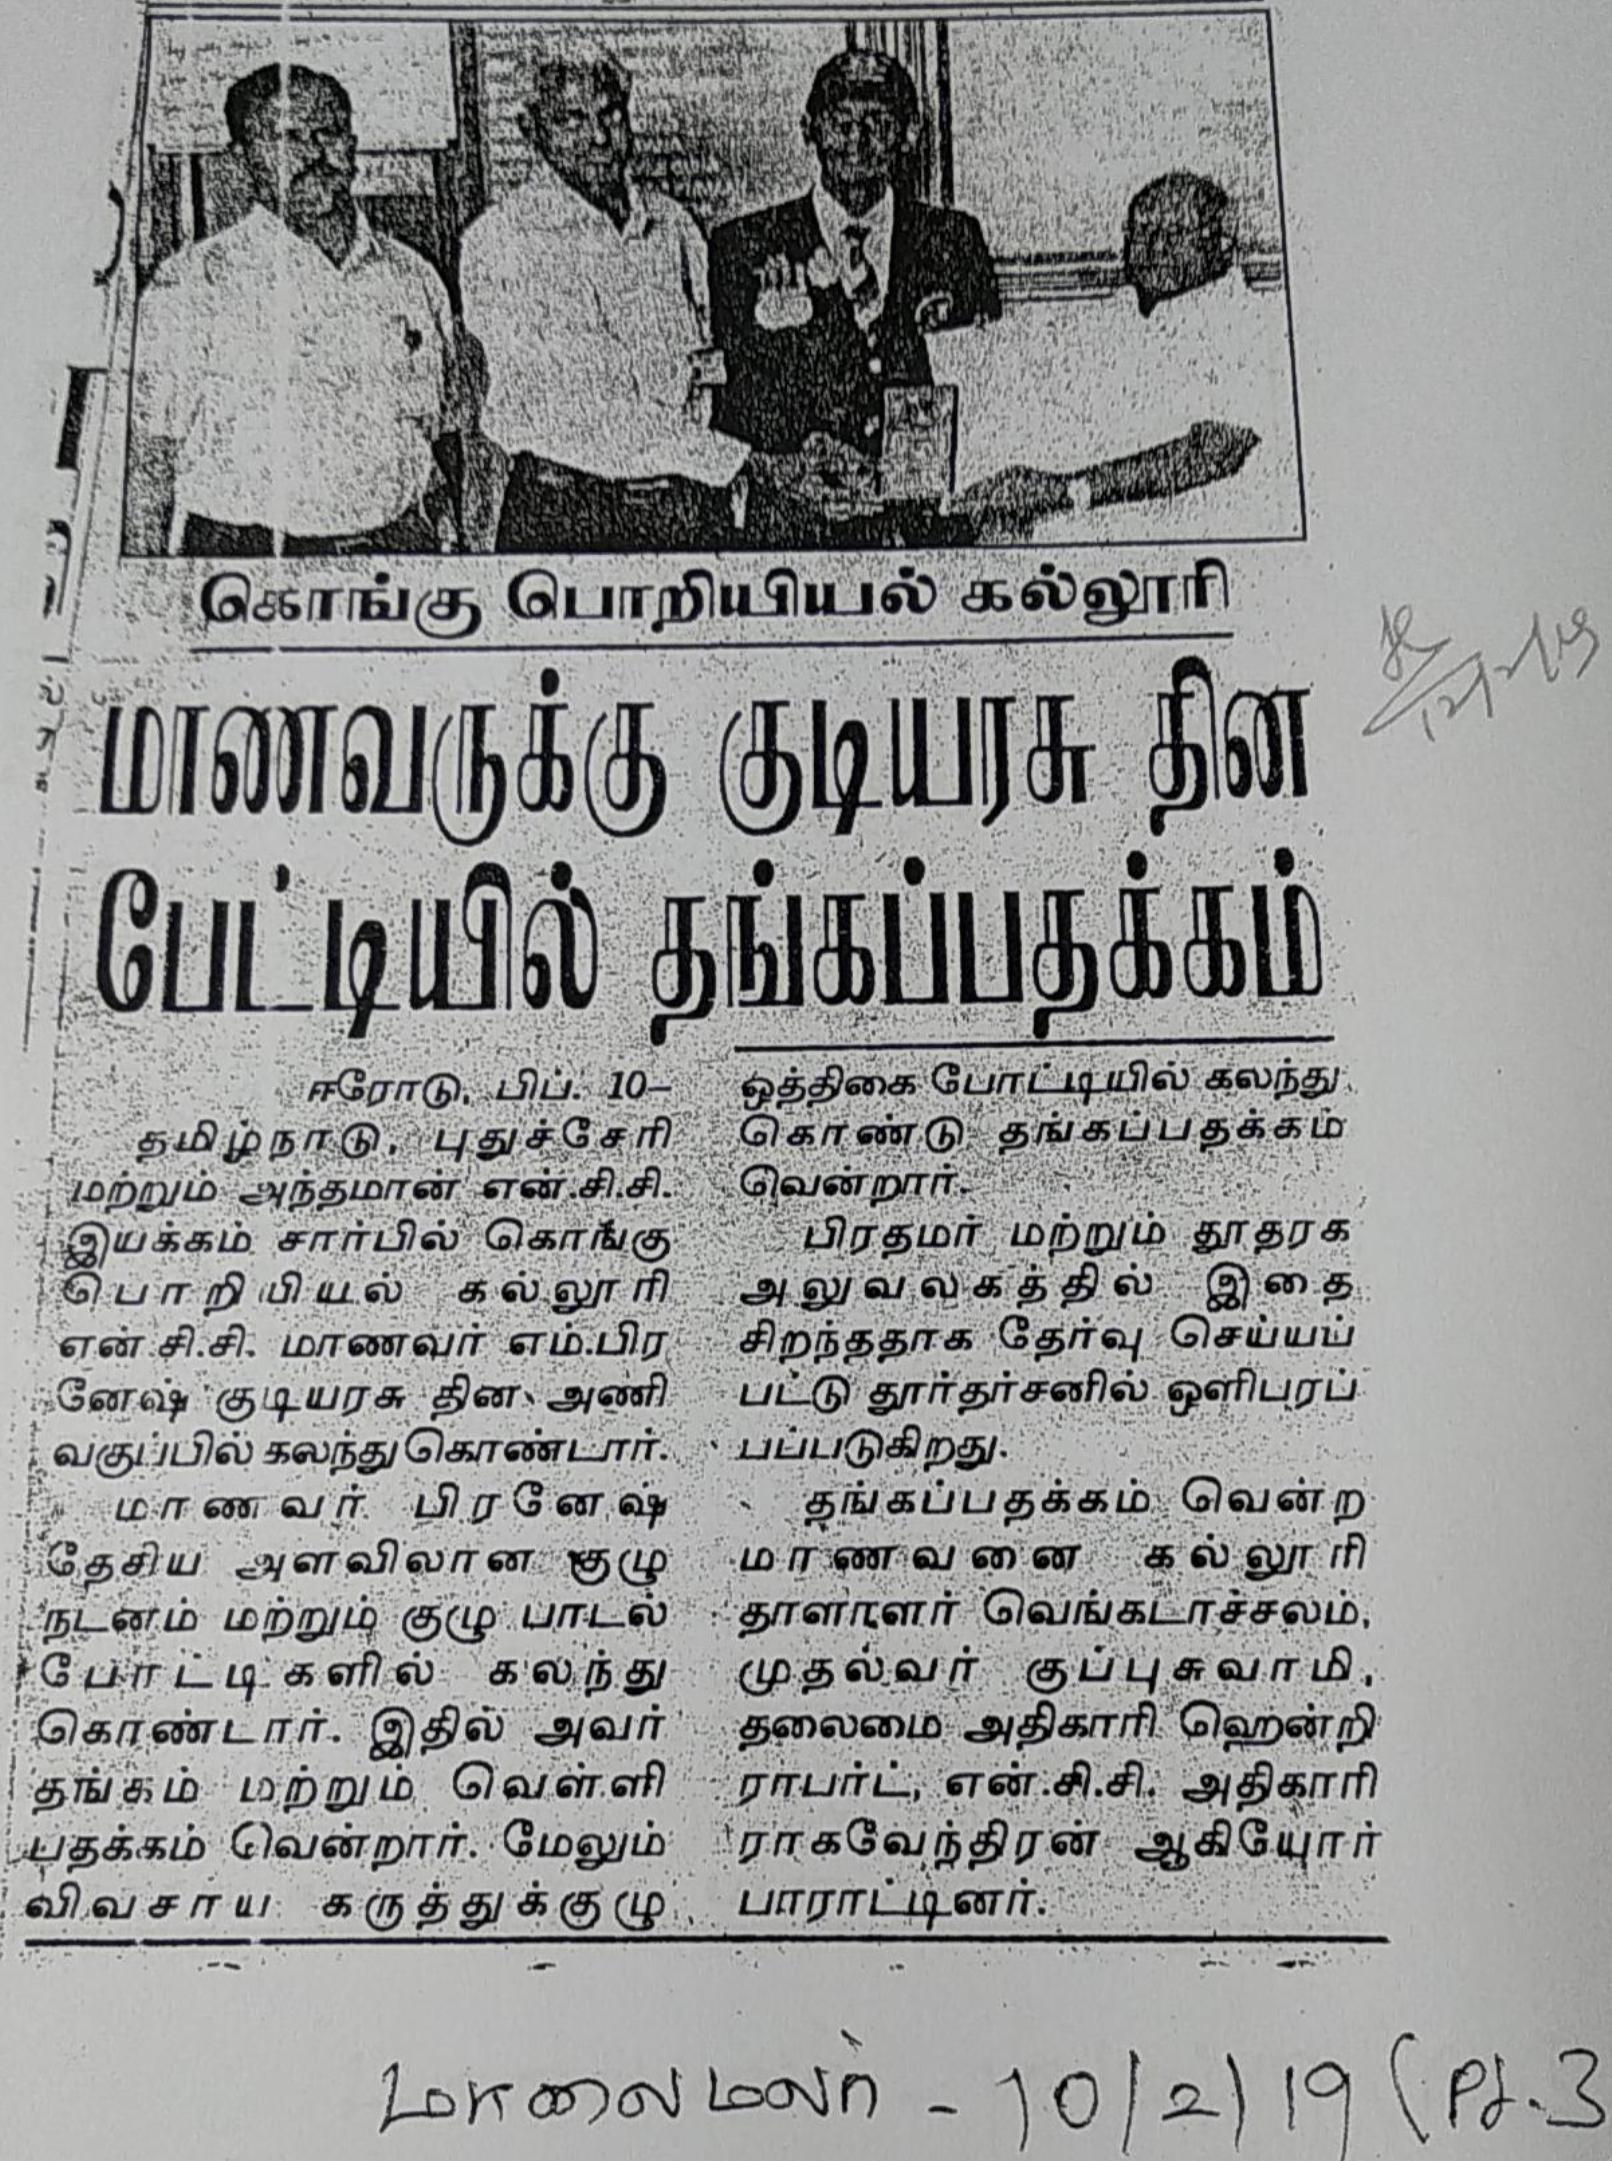 கொங்கு பொறியியல் கல்லூரி
மாணவருக்கு குடியரசு தின
பேட்டியில் தங்கப்பதக்கம்
ஈரோடு, பிப். 10–
தமிழ்நாடு, புதுச்சேரி
மற்றும் அந்தமான் என்.சி.சி.
இயக்கம் சார்பில் கொங்கு
பொறியியல் கல்லூரி
என்.சி.சி. மாணவர் எம்.பிர
னேஷ் குடியரசு தின அணி
வகுப்பில் கலந்துகொண்டார்.
மாணவர் பிரனேஷ்
தேசிய அளவிலான குழு
நடனம் மற்றும் குழு பாடல்
போட்டிகளில் கலந்து
கொண்டார். இதில் அவர்
தங்கம் மற்றும் வெள்ளி
பதக்கம் வென்றார். மேலும்
விவசாய கருத்துக்குழு
ஒத்திகை போட்டியில் கலந்து
கொண்டு தங்கப்பதக்கம்
வென்றார்.
பிரதமர் மற்றும் தூதரக
அலுவலகத்தில் இதை
சிறந்ததாக தேர்வு செய்யப்
பட்டு தூர்தர்சனில் ஒளிபரப்
பப்படுகிறது.
தங்கப்பதக்கம் வென்ற
மாணவனை கல்லூரி
தாளாளர் வெங்கடாச்சலம்,
முதல்வர் குப்புசுவாமி,
தலைமை அதிகாரி ஹென்றி
ராபர்ட், என்.சி.சி. அதிகாரி
ராகவேந்திரன் ஆகியோர்
பாராட்டினர்.
மாலை மலர் - 10/2/19 (Pg.3